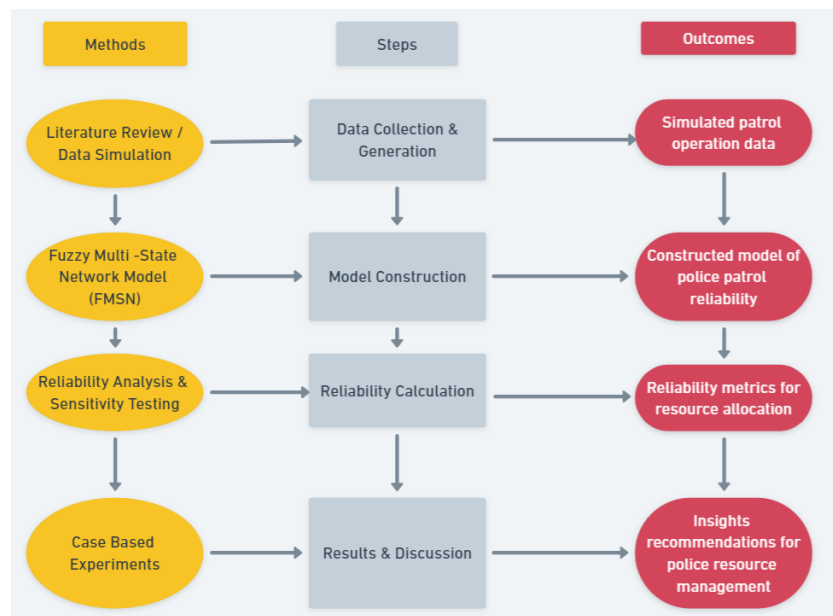 Methods
Steps
Outcomes
Literature Review /
Data Simulation
Data Collection &
Generation
Simulated patrol
operation data
Fuzzy Multi -State
Network Model
(FMSN)
Model Construction
Constructed model of
police patrol
reliability
Reliability Analysis &
Sensitivity Testing
Reliability Calculation
Reliability metrics for
resource allocation
Case Based
Experiments
Results & Discussion
Insights
recommendations for
police resource
management